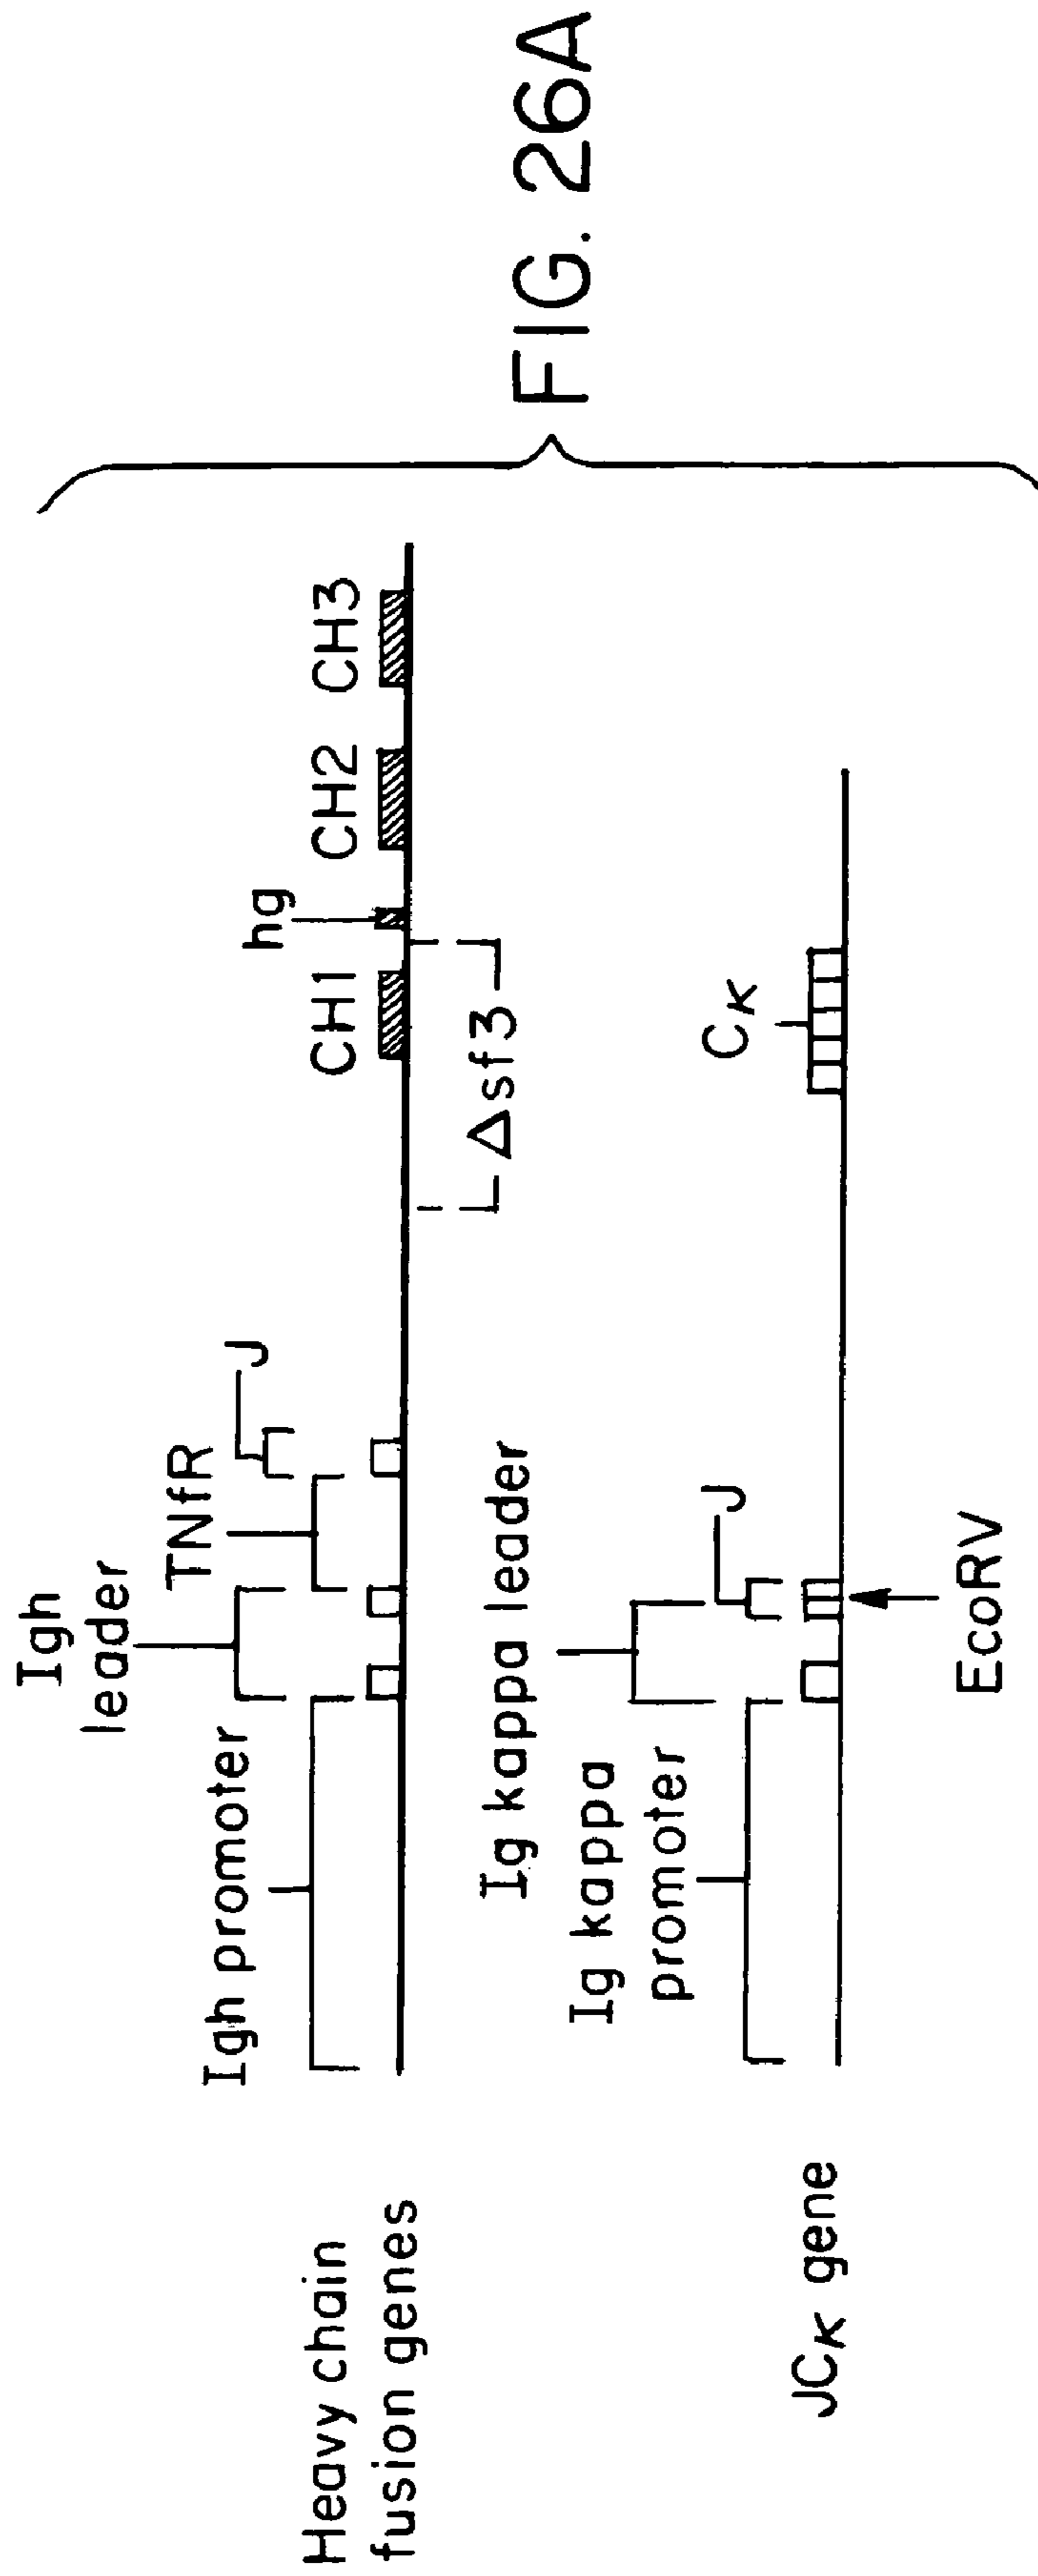 Heavy chain
fusion genes
Igh promoter
Igh
leader
TNfR
J
CH1
hg
CH2
CH3
Δsf3
JCκ gene
Ig kappa
promoter
Ig kappa leader
J
EcoRV
Cκ
FIG. 26A